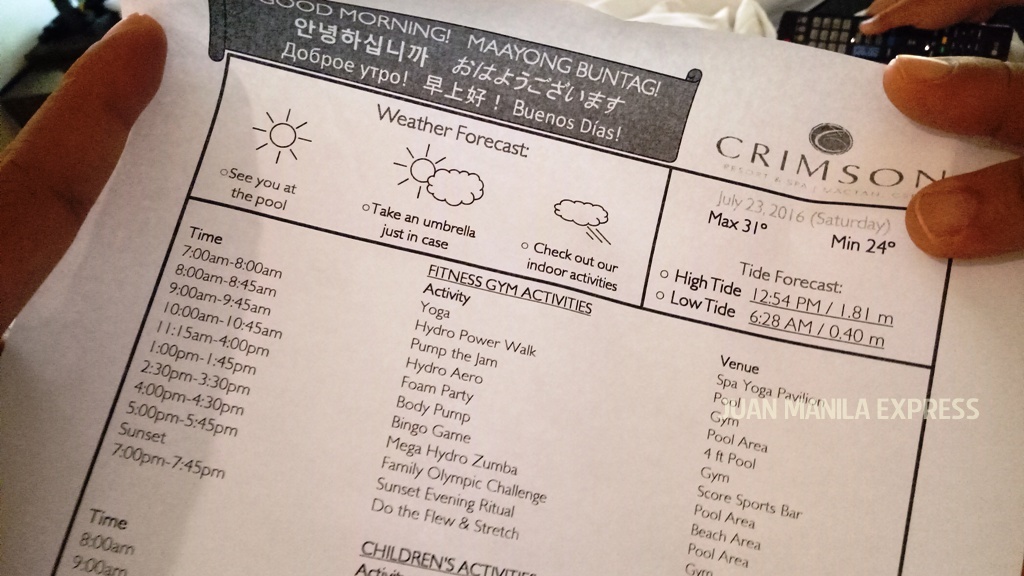 GOOD MORNING! MAAYONG BUNTAG!
안녕하십니까 おはようございます
Доброе утро! 早上好! Buenos Días!
Weather Forecast:
See you at
the pool
Take an umbrella
just in case
Check out our
indoor activities
CRIMSON
RESORT & SPA | MACTAN,
July 23, 2016 (Saturday)
Max 31° Min 24°
Tide Forecast:
High Tide 12:54 PM / 1.81 m
Low Tide 6:28 AM / 0.40 m
FITNESS GYM ACTIVITIES
Time Activity Venue
7:00am-8:00am Yoga Spa Yoga Pavilion
8:00am-8:45am Hydro Power Walk Pool
9:00am-9:45am Pump the Jam Gym
10:00am-10:45am Hydro Aero Pool Area
11:15am-4:00pm Foam Party 4 ft Pool
1:00pm-1:45pm Body Pump Gym
2:30pm-3:30pm Bingo Game Score Sports Bar
4:00pm-4:30pm Mega Hydro Zumba Pool Area
5:00pm-5:45pm Family Olympic Challenge Beach Area
Sunset Sunset Evening Ritual Pool Area
7:00pm-7:45pm Do the Flew & Stretch Gym
CHILDREN'S ACTIVITIES
Time Activity
8:00am
9:00am
JUAN MANILA EXPRESS